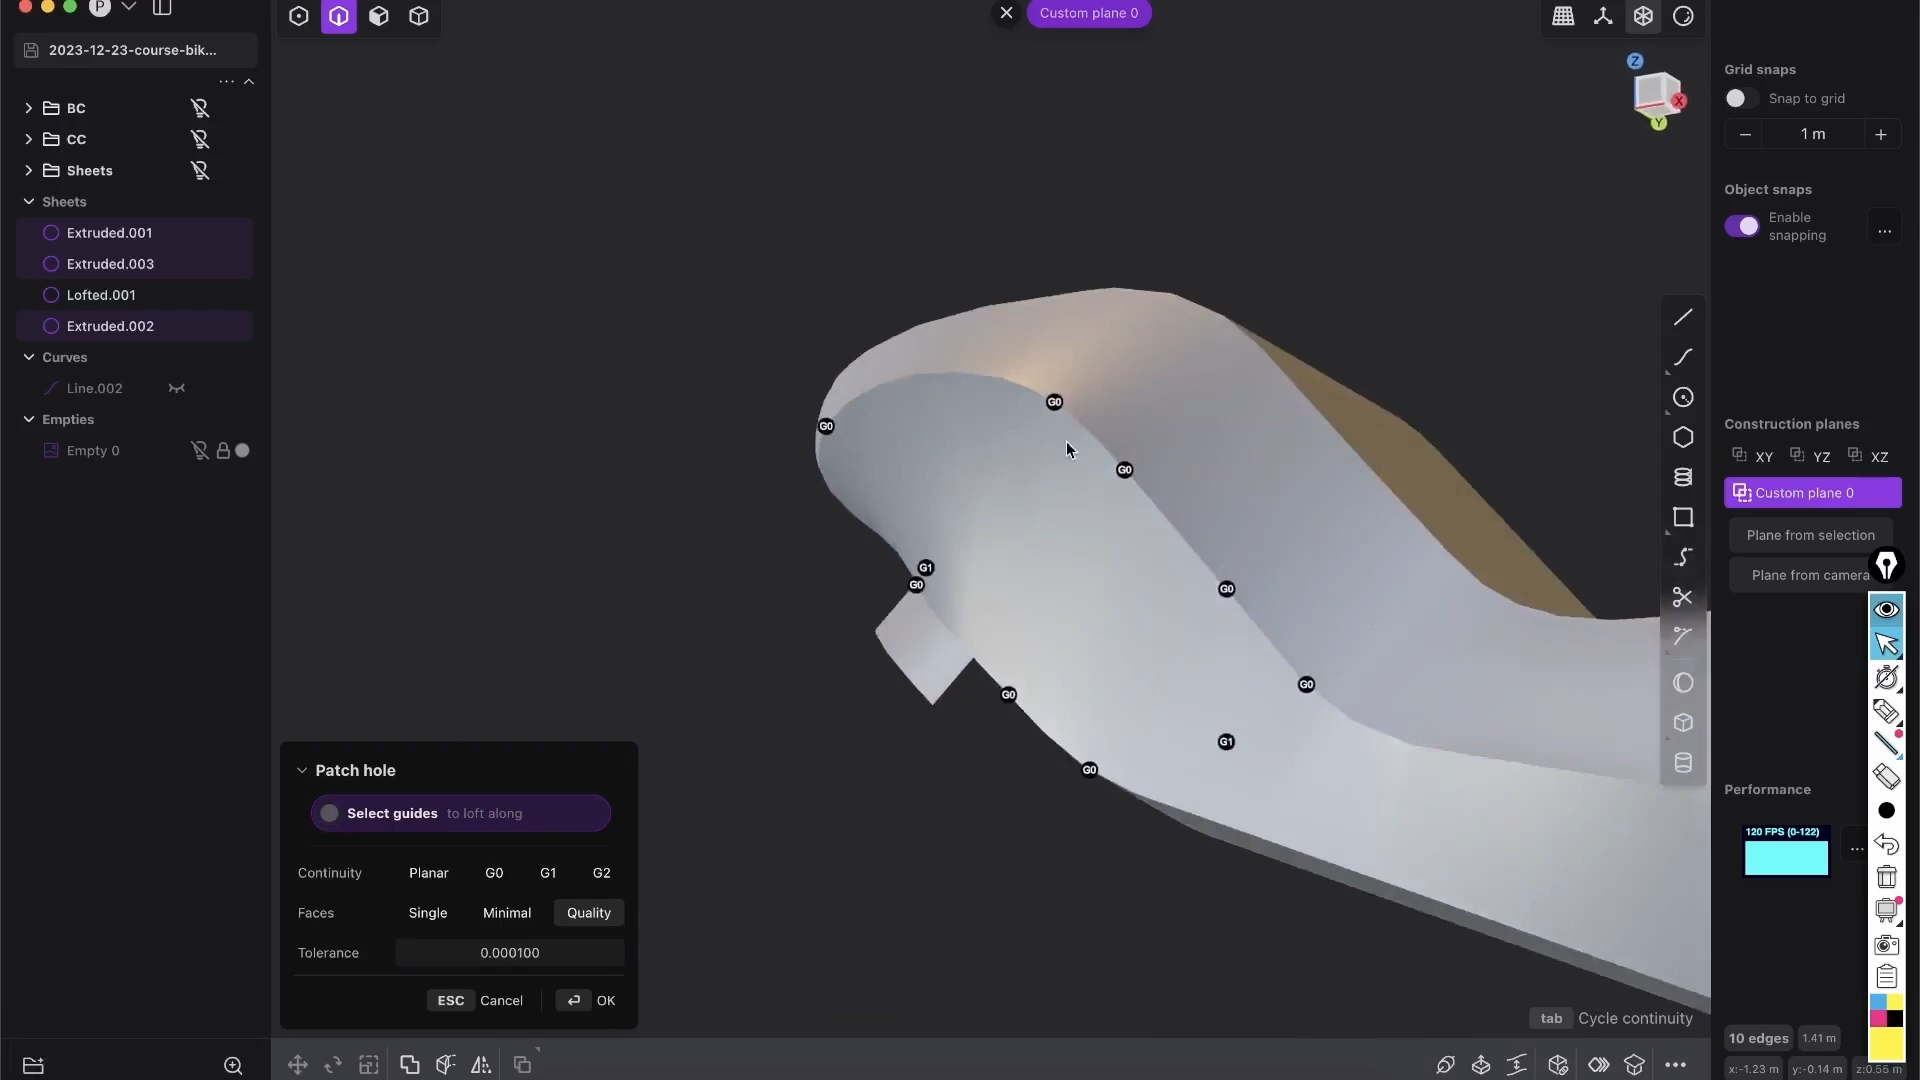 P
2023-12-23-course-bik...
BC
CC
Sheets
Sheets
Extruded.001
Extruded.003
Lofted.001
Extruded.002
Curves
Line.002
Empties
Empty 0
Custom plane 0
Z
X
Y
G0
G0
G0
G1
G0
G0
G0
G0
G1
G0
Patch hole
Select guides to loft along
Continuity Planar G0 G1 G2
Faces Single Minimal Quality
Tolerance 0.000100
ESC Cancel OK
tab Cycle continuity
Grid snaps
Snap to grid
1 m
Object snaps
Enable
snapping
...
Construction planes
XY YZ XZ
Custom plane 0
Plane from selection
Plane from camera
Performance
120 FPS (0-122)
...
10 edges 1.41 m
x:-1.23 m y:-0.14 m z:0.55 m